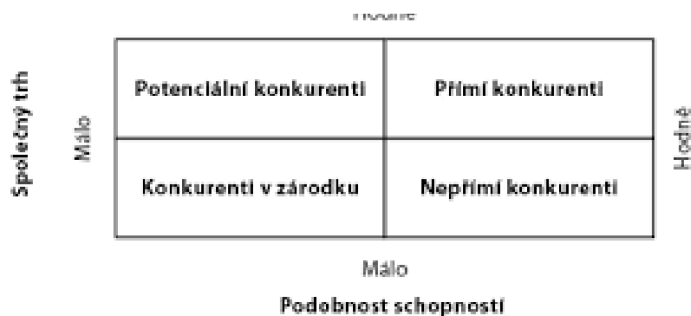 Hodně
Společný trh
Málo
Potenciální konkurenti
Přímí konkurenti
Hodně
Konkurenti v zárodku
Nepřímí konkurenti
Málo
Podobnost schopností